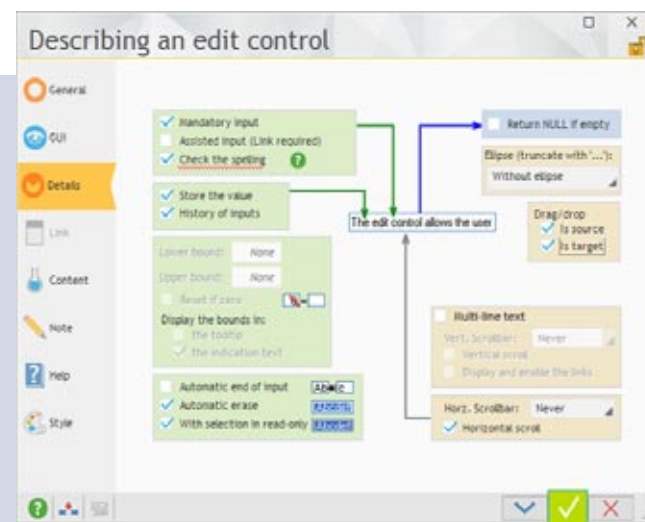 Describing an edit control
General
GUI
Details
Link
Content
Note
Help
Style
Mandatory input
Assisted input (Link required)
Check the spelling
Store the value
History of inputs
Lower bound: None
Upper bound: None
Reset if zero
Display the bounds in:
the tooltip
the indication text
Automatic end of input
Automatic erase
With selection in read-only
The edit control allows the user
Return NULL if empty
Elipse (truncate with '...'):
Without elipse
Drag/drop
Is source
Is target
Multi-line text
Vert. Scrollbar: Never
Vertical scroll
Display and enable the links
Horz. Scrollbar: Never
Horizontal scroll